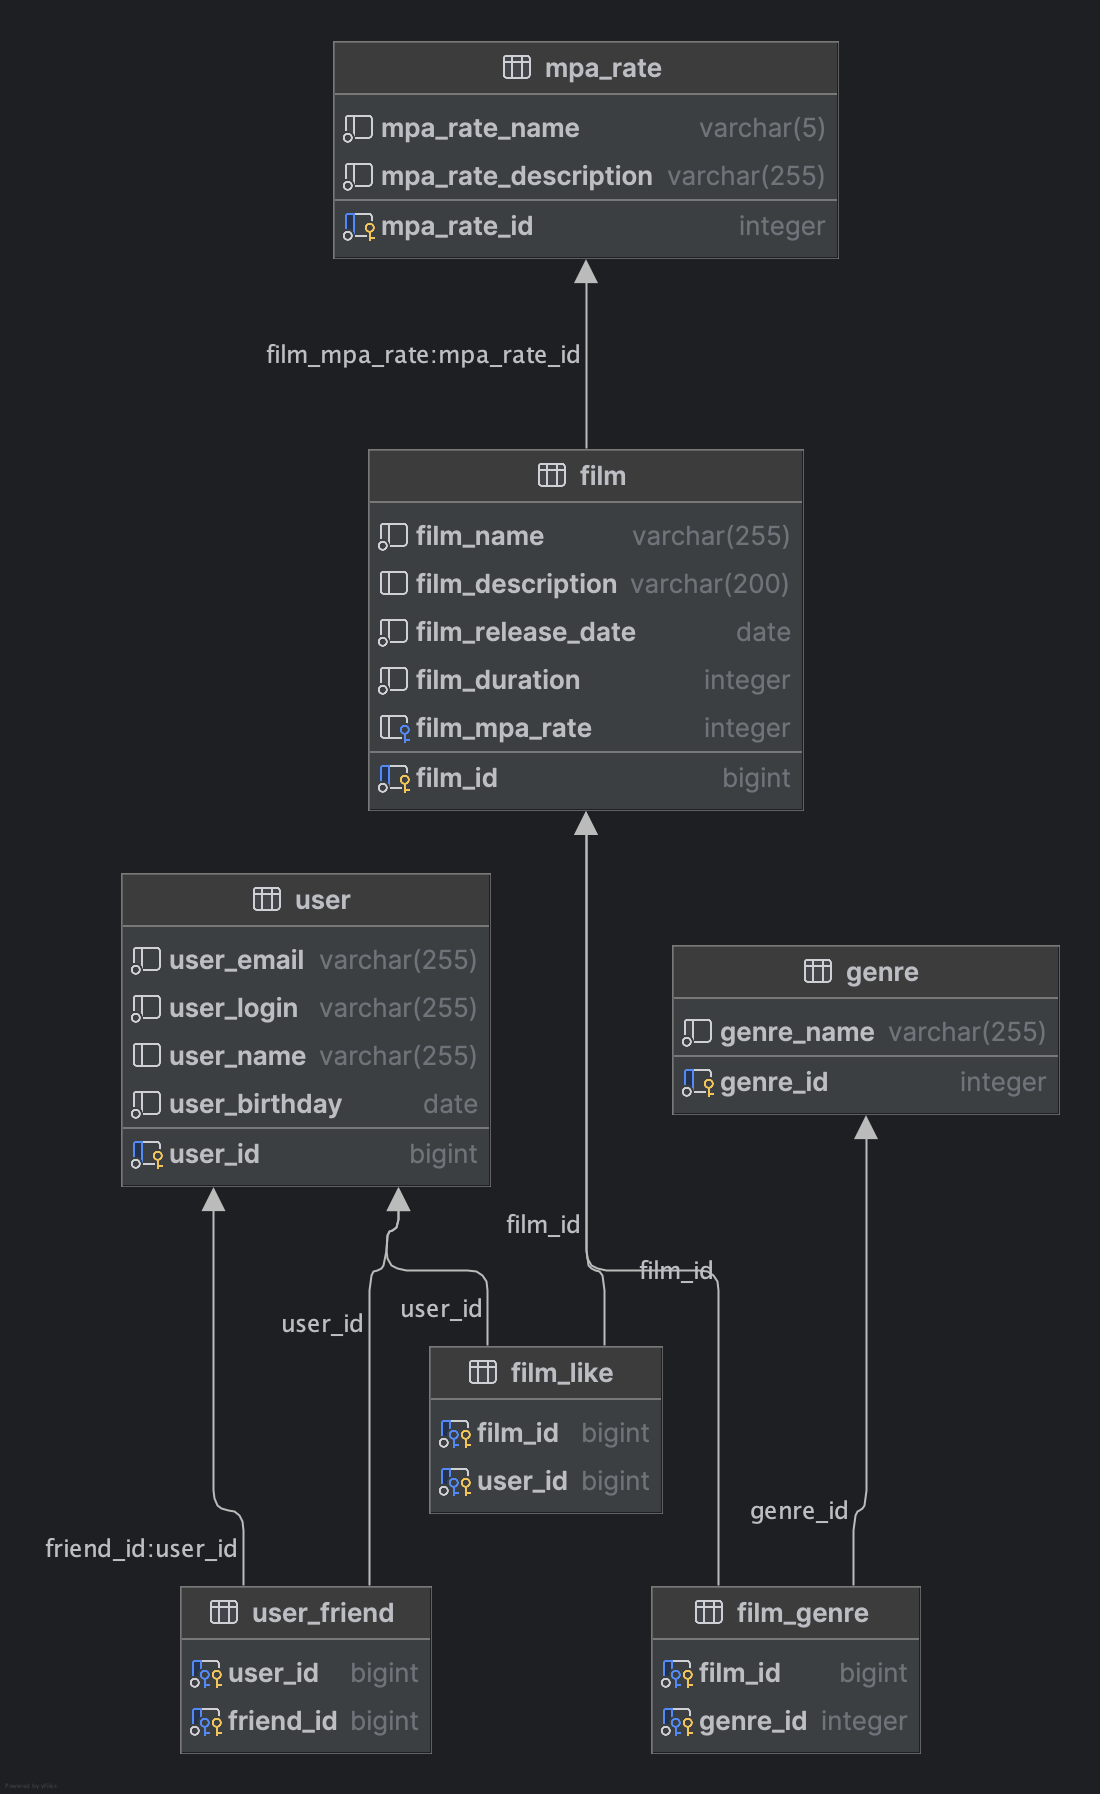 mpa_rate
mpa_rate_name varchar(5)
mpa_rate_description varchar(255)
mpa_rate_id integer
film_mpa_rate:mpa_rate_id
film
film_name varchar(255)
film_description varchar(200)
film_release_date date
film_duration integer
film_mpa_rate integer
film_id bigint
user
user_email varchar(255)
user_login varchar(255)
user_name varchar(255)
user_birthday date
user_id bigint
genre
genre_name varchar(255)
genre_id integer
film_id
film_id
user_id
user_id
film_like
film_id bigint
user_id bigint
genre_id
friend_id:user_id
user_friend
user_id bigint
friend_id bigint
film_genre
film_id bigint
genre_id integer
Powered by yFiles